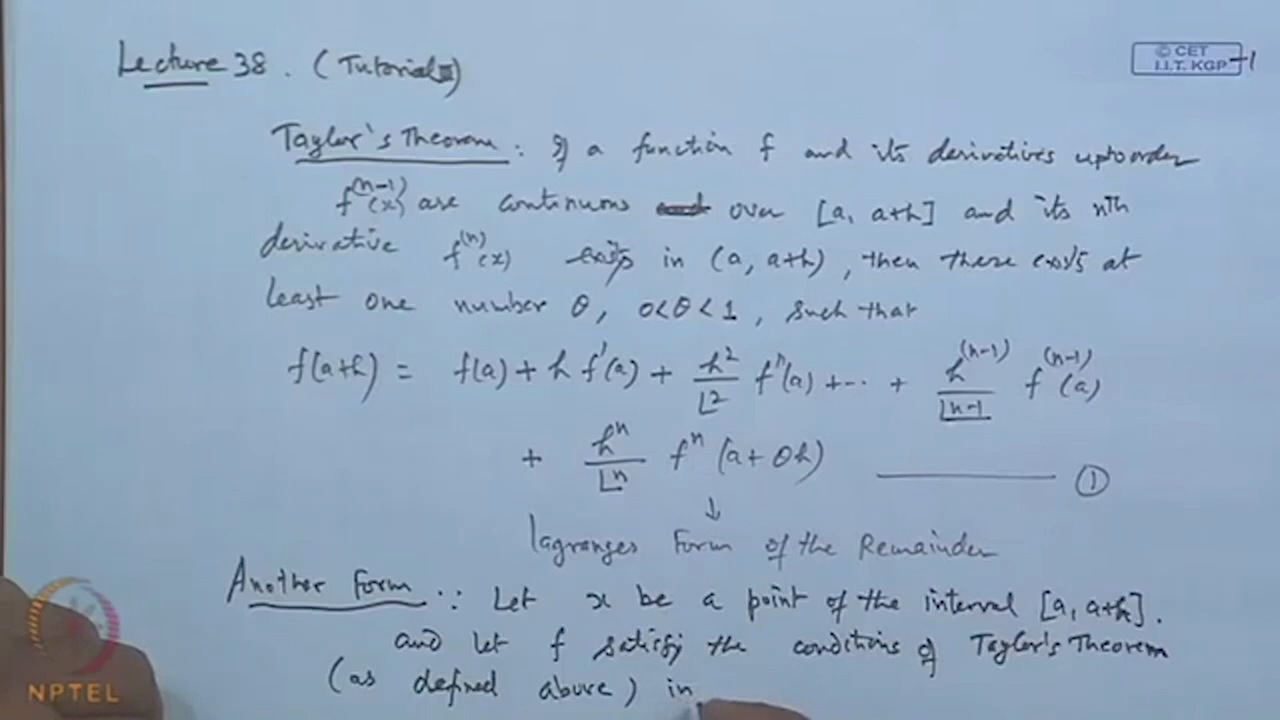 Lecture 38. (Tutorial III)
© CET
I.I.T. KGP
Taylor's Theorem: If a function f and its derivatives upto order
f^(n-1)(x) are continuous over [a, a+h] and its nth
derivative f^(n)(x) exists in (a, a+h), then there exists at
least one number θ, 0<θ<1, such that
f(a+h) = f(a) + h f'(a) + h²/⌊2 f''(a) + ... + h^(n-1)/⌊n-1 f^(n-1)(a)
+ h^n/⌊n f^n (a+θh) ——— ①
↓
Lagranges Form of the Remainder
Another Form: Let x be a point of the interval [a, a+h].
and let f satisfy the conditions of Taylor's Theorem
(as defined above) in
NPTEL